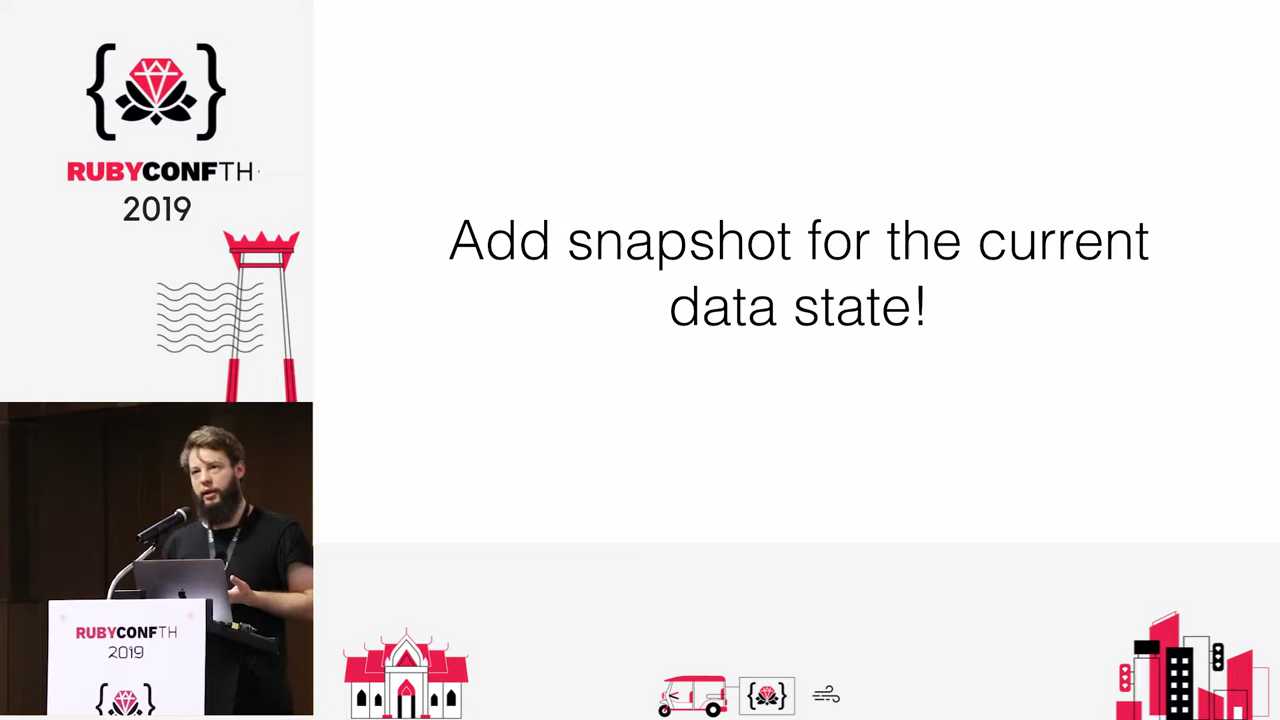 RUBYCONFTH
2019
Add snapshot for the current
data state!
RUBYCONFTH
2019